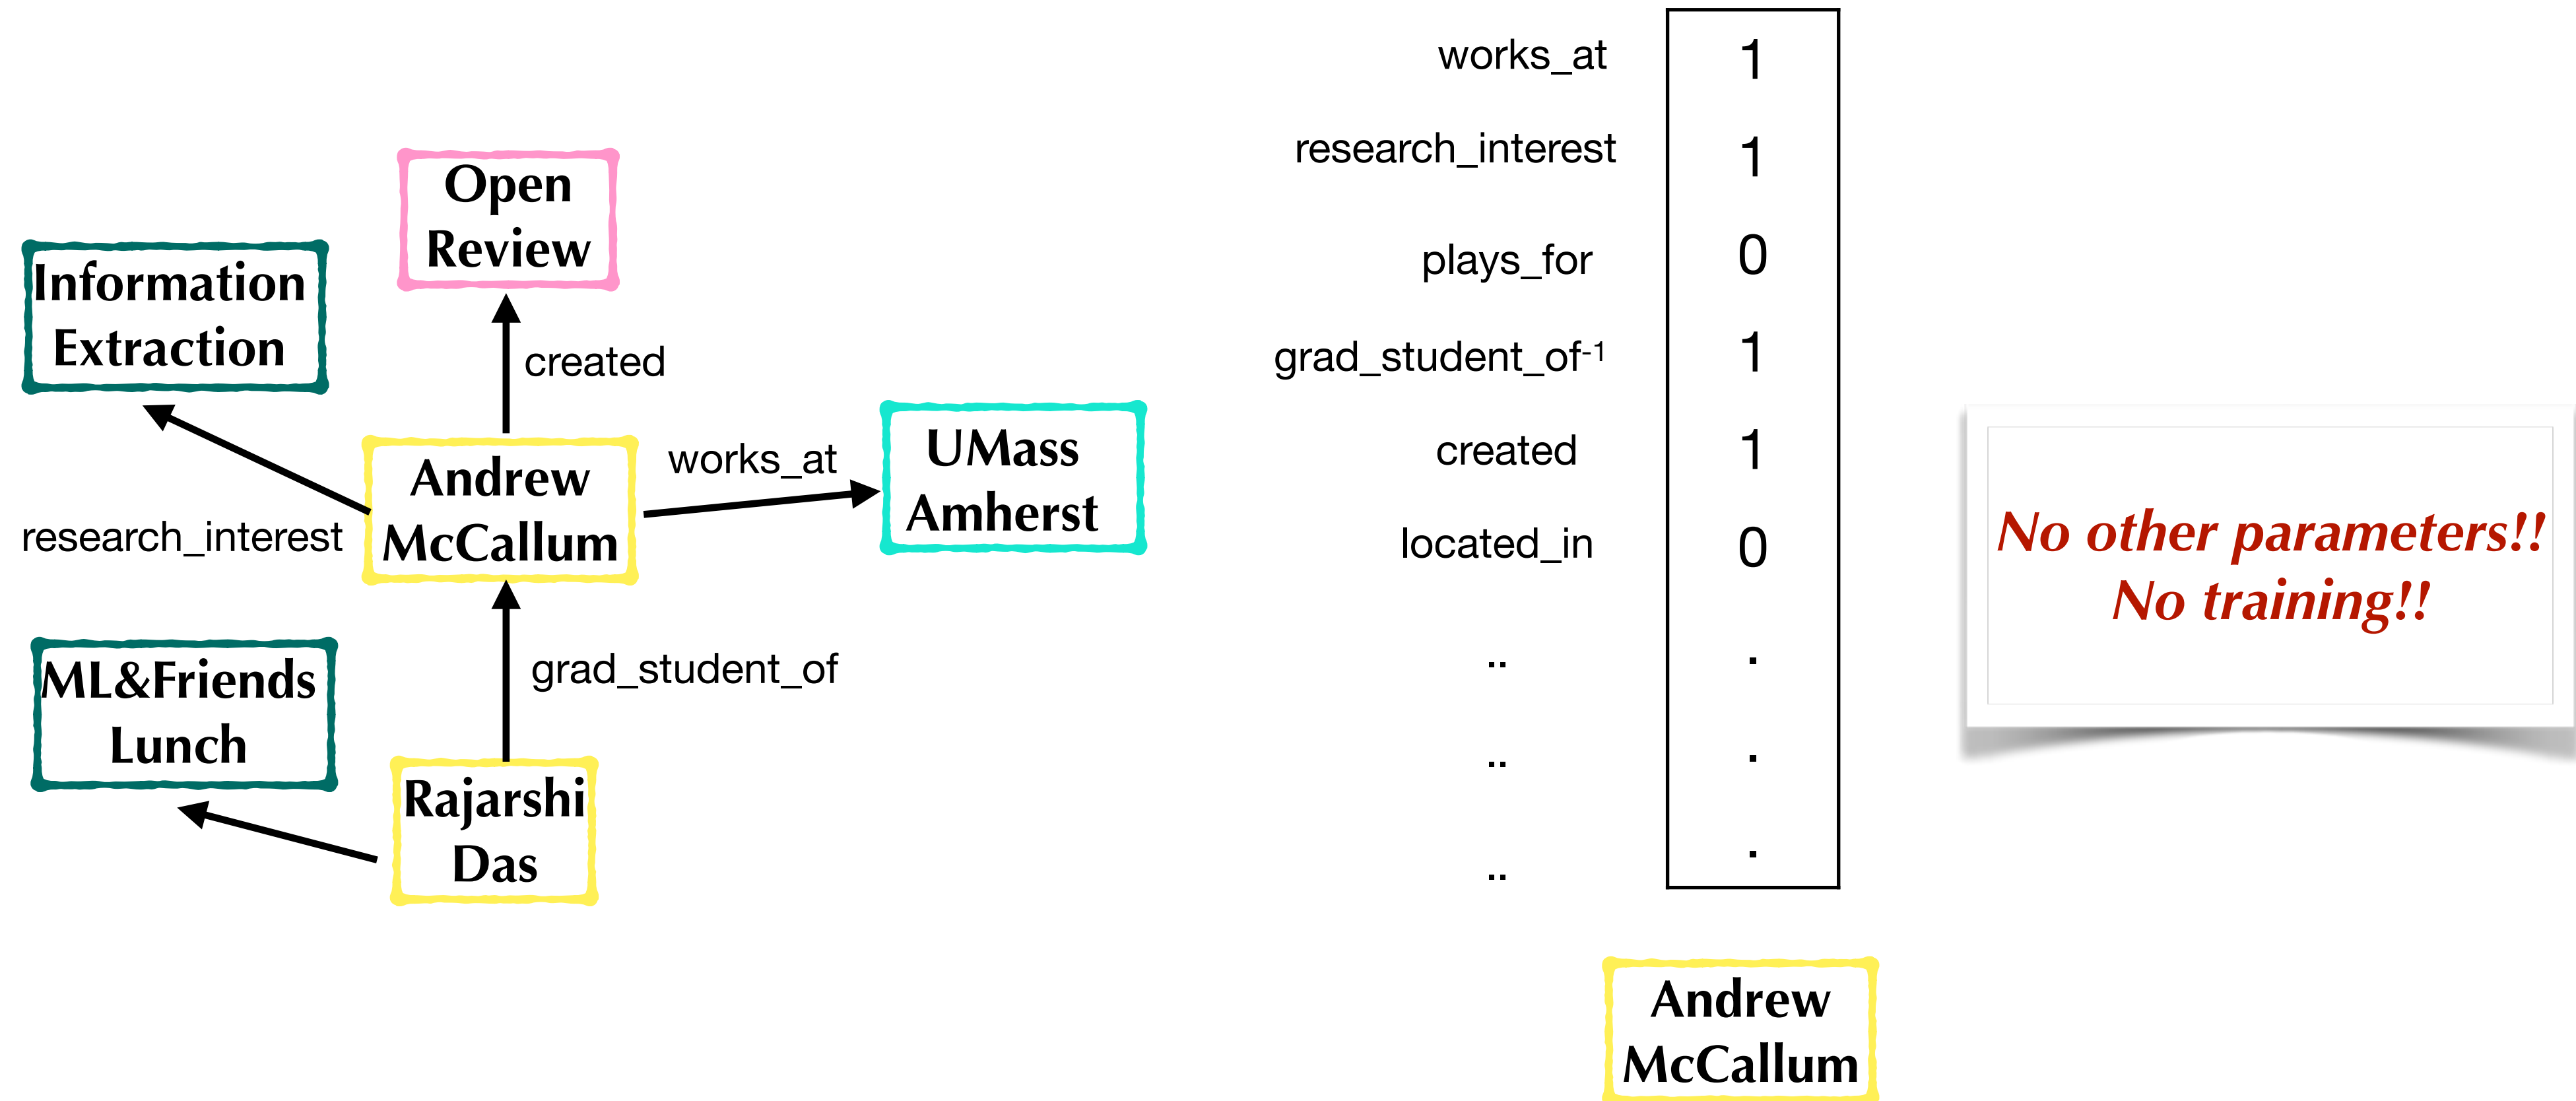 Open
Review
Information
Extraction
created
Andrew
McCallum
works_at
UMass
Amherst
research_interest
ML&Friends
Lunch
grad_student_of
Rajarshi
Das
works_at 1
research_interest 1
plays_for 0
grad_student_of-1 1
created 1
located_in 0
.. .
.. .
.. .
Andrew
McCallum
No other parameters!!
No training!!